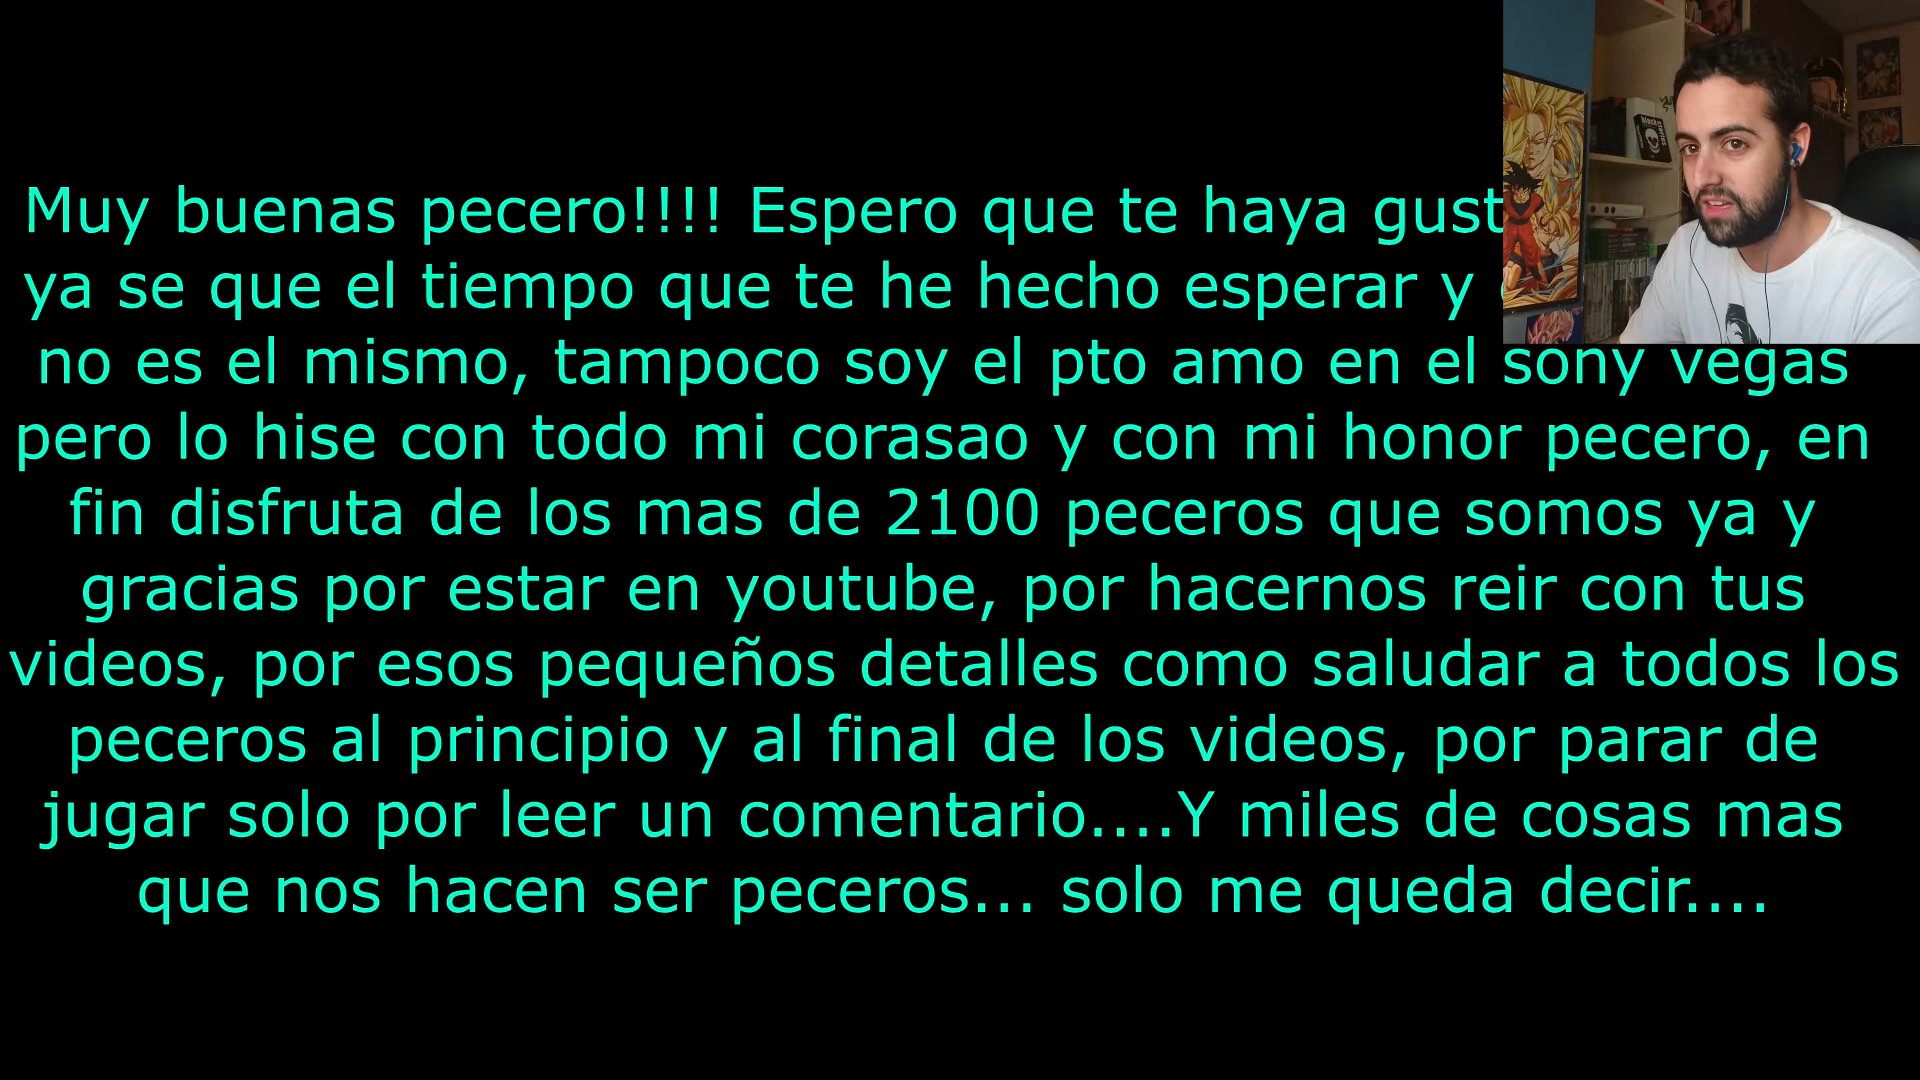 Muy buenas pecero!!!! Espero que te haya
ya se que el tiempo que te he hecho esperar y
no es el mismo, tampoco soy el pto amo en el sony vegas
pero lo hise con todo mi corasao y con mi honor pecero, en
fin disfruta de los mas de 2100 peceros que somos ya y
gracias por estar en youtube, por hacernos reir con tus
videos, por esos pequeños detalles como saludar a todos los
peceros al principio y al final de los videos, por parar de
jugar solo por leer un comentario....Y miles de cosas mas
que nos hacen ser peceros... solo me queda decir....